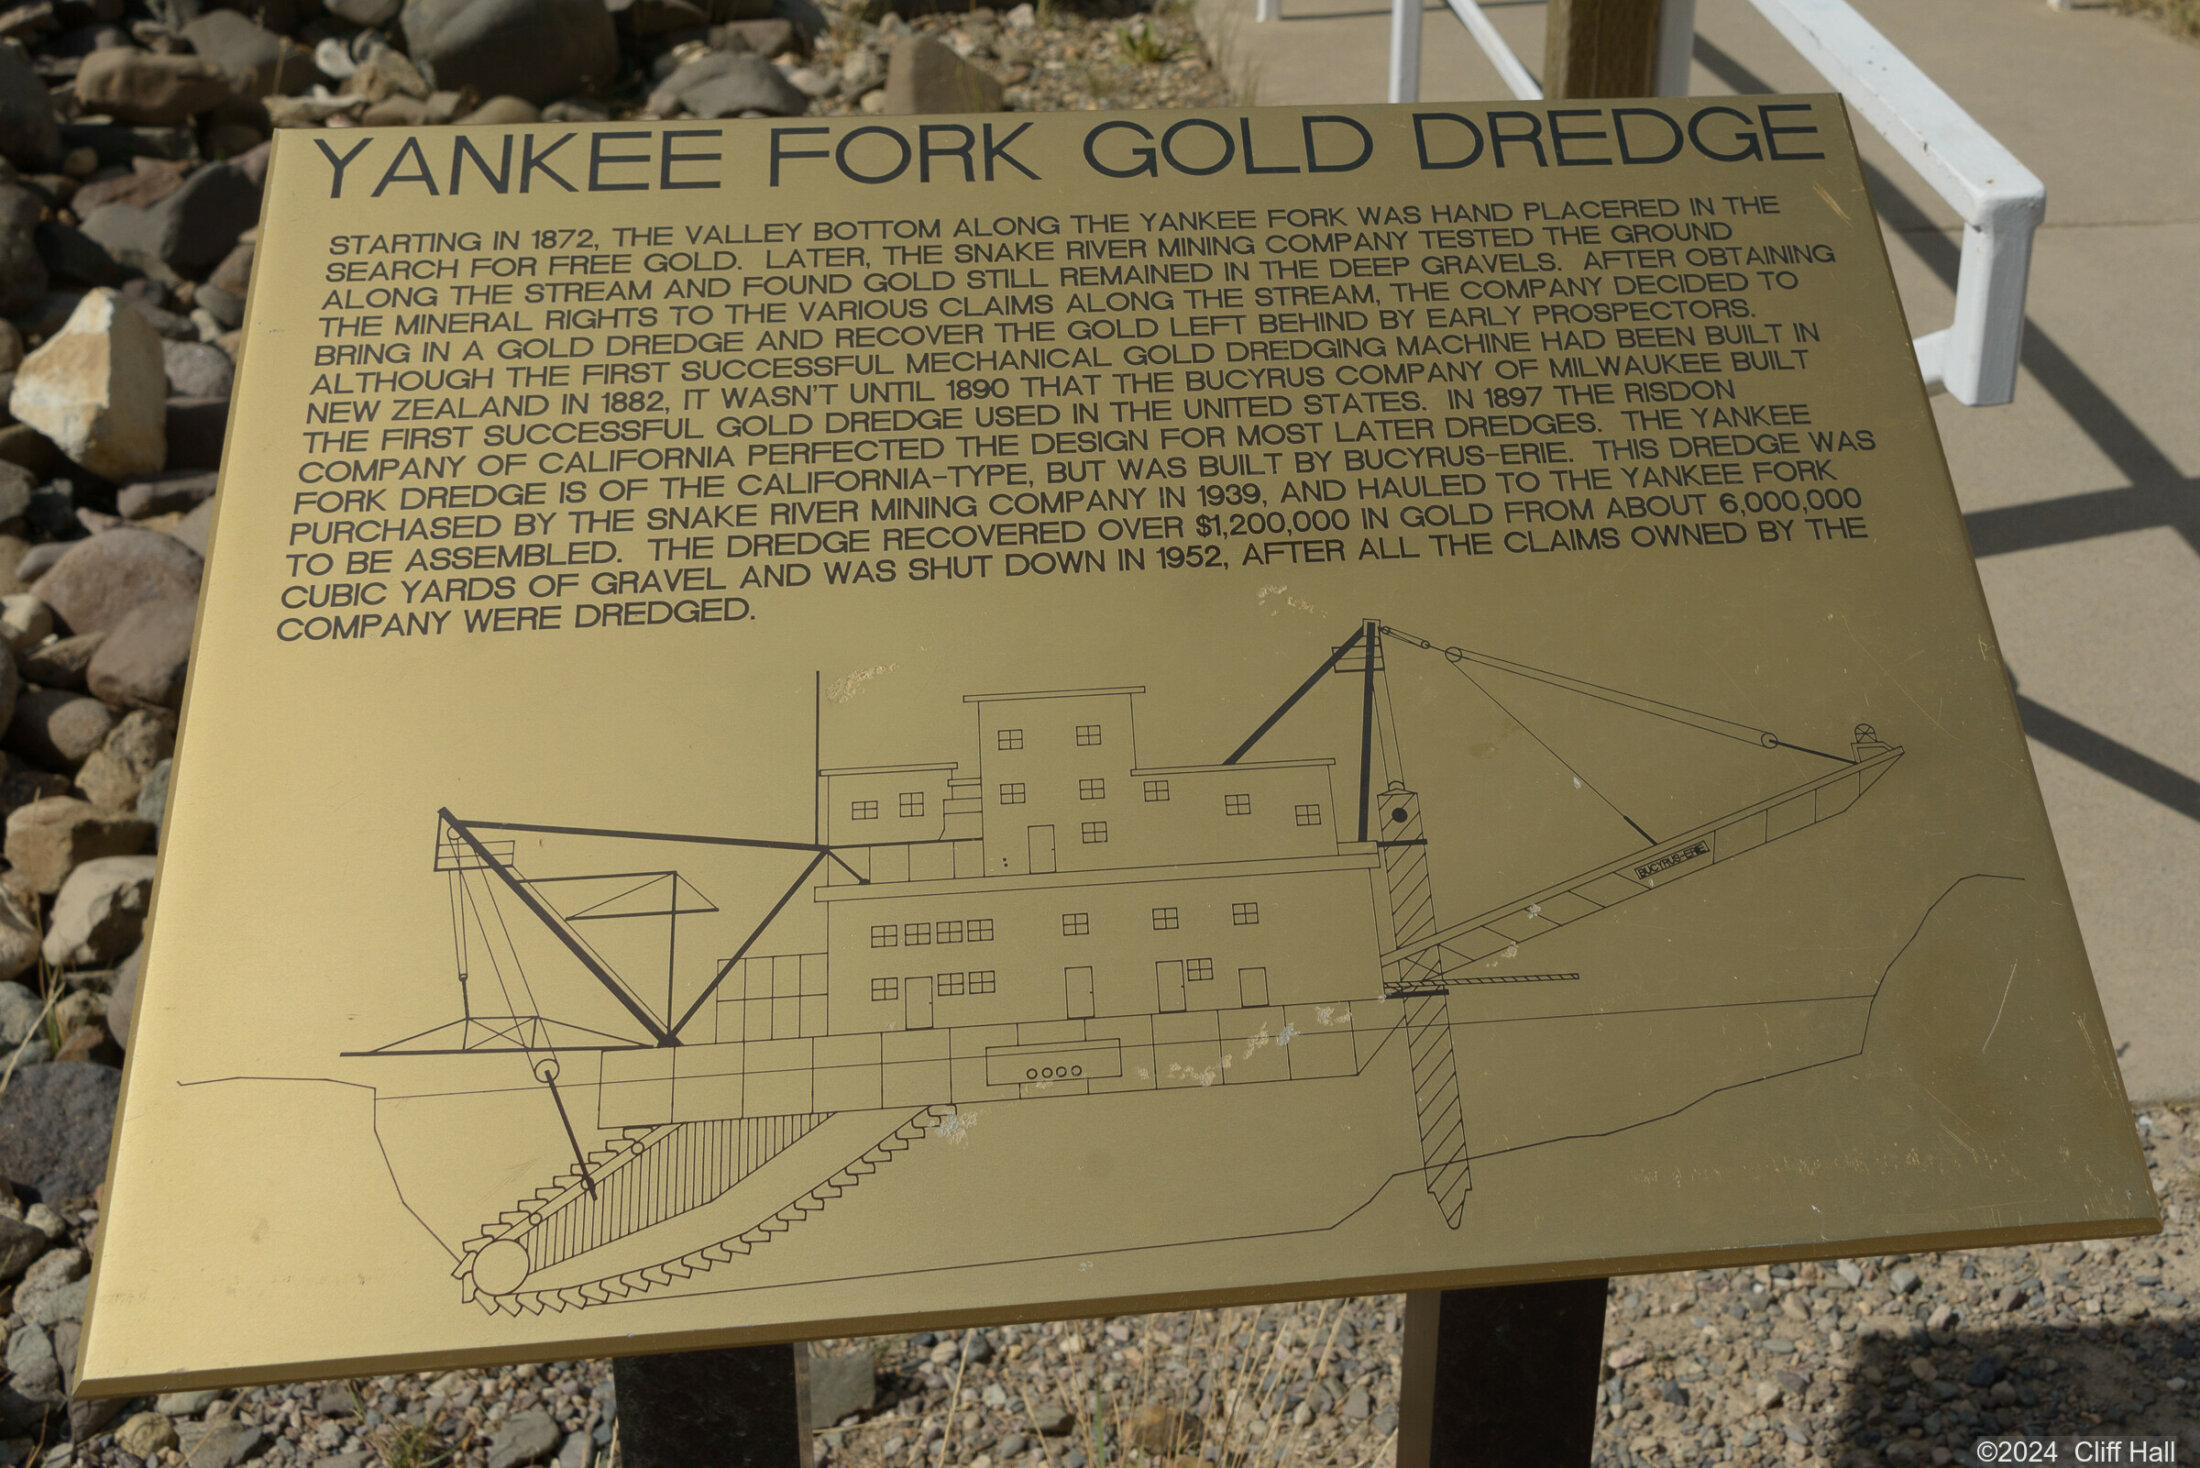 YANKEE FORK GOLD DREDGE
STARTING IN 1872, THE VALLEY BOTTOM ALONG THE YANKEE FORK WAS HAND PLACERED IN THE
SEARCH FOR FREE GOLD. LATER, THE SNAKE RIVER MINING COMPANY TESTED THE GROUND
ALONG THE STREAM AND FOUND GOLD STILL REMAINED IN THE DEEP GRAVELS. AFTER OBTAINING
THE MINERAL RIGHTS TO THE VARIOUS CLAIMS ALONG THE STREAM, THE COMPANY DECIDED TO
BRING IN A GOLD DREDGE AND RECOVER THE GOLD LEFT BEHIND BY EARLY PROSPECTORS.
ALTHOUGH THE FIRST SUCCESSFUL MECHANICAL GOLD DREDGING MACHINE HAD BEEN BUILT IN
NEW ZEALAND IN 1882, IT WASN'T UNTIL 1890 THAT THE BUCYRUS COMPANY OF MILWAUKEE BUILT
THE FIRST SUCCESSFUL GOLD DREDGE USED IN THE UNITED STATES. IN 1897 THE RISDON
COMPANY OF CALIFORNIA PERFECTED THE DESIGN FOR MOST LATER DREDGES. THE YANKEE
FORK DREDGE IS OF THE CALIFORNIA-TYPE, BUT WAS BUILT BY BUCYRUS-ERIE. THIS DREDGE WAS
PURCHASED BY THE SNAKE RIVER MINING COMPANY IN 1939, AND HAULED TO THE YANKEE FORK
TO BE ASSEMBLED. THE DREDGE RECOVERED OVER $1,200,000 IN GOLD FROM ABOUT 6,000,000
CUBIC YARDS OF GRAVEL AND WAS SHUT DOWN IN 1952, AFTER ALL THE CLAIMS OWNED BY THE
COMPANY WERE DREDGED.
BUCYRUS-ERIE
©2024 Cliff Hall